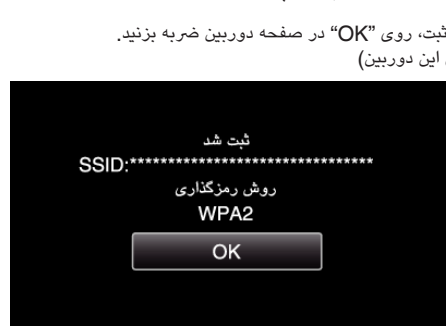 ثبت، روی "OK" در صفحه دوربین ضربه بزنید.
این دوربین)
ثبت شد
SSID:********************************
روش رمزگذاری
WPA2
OK